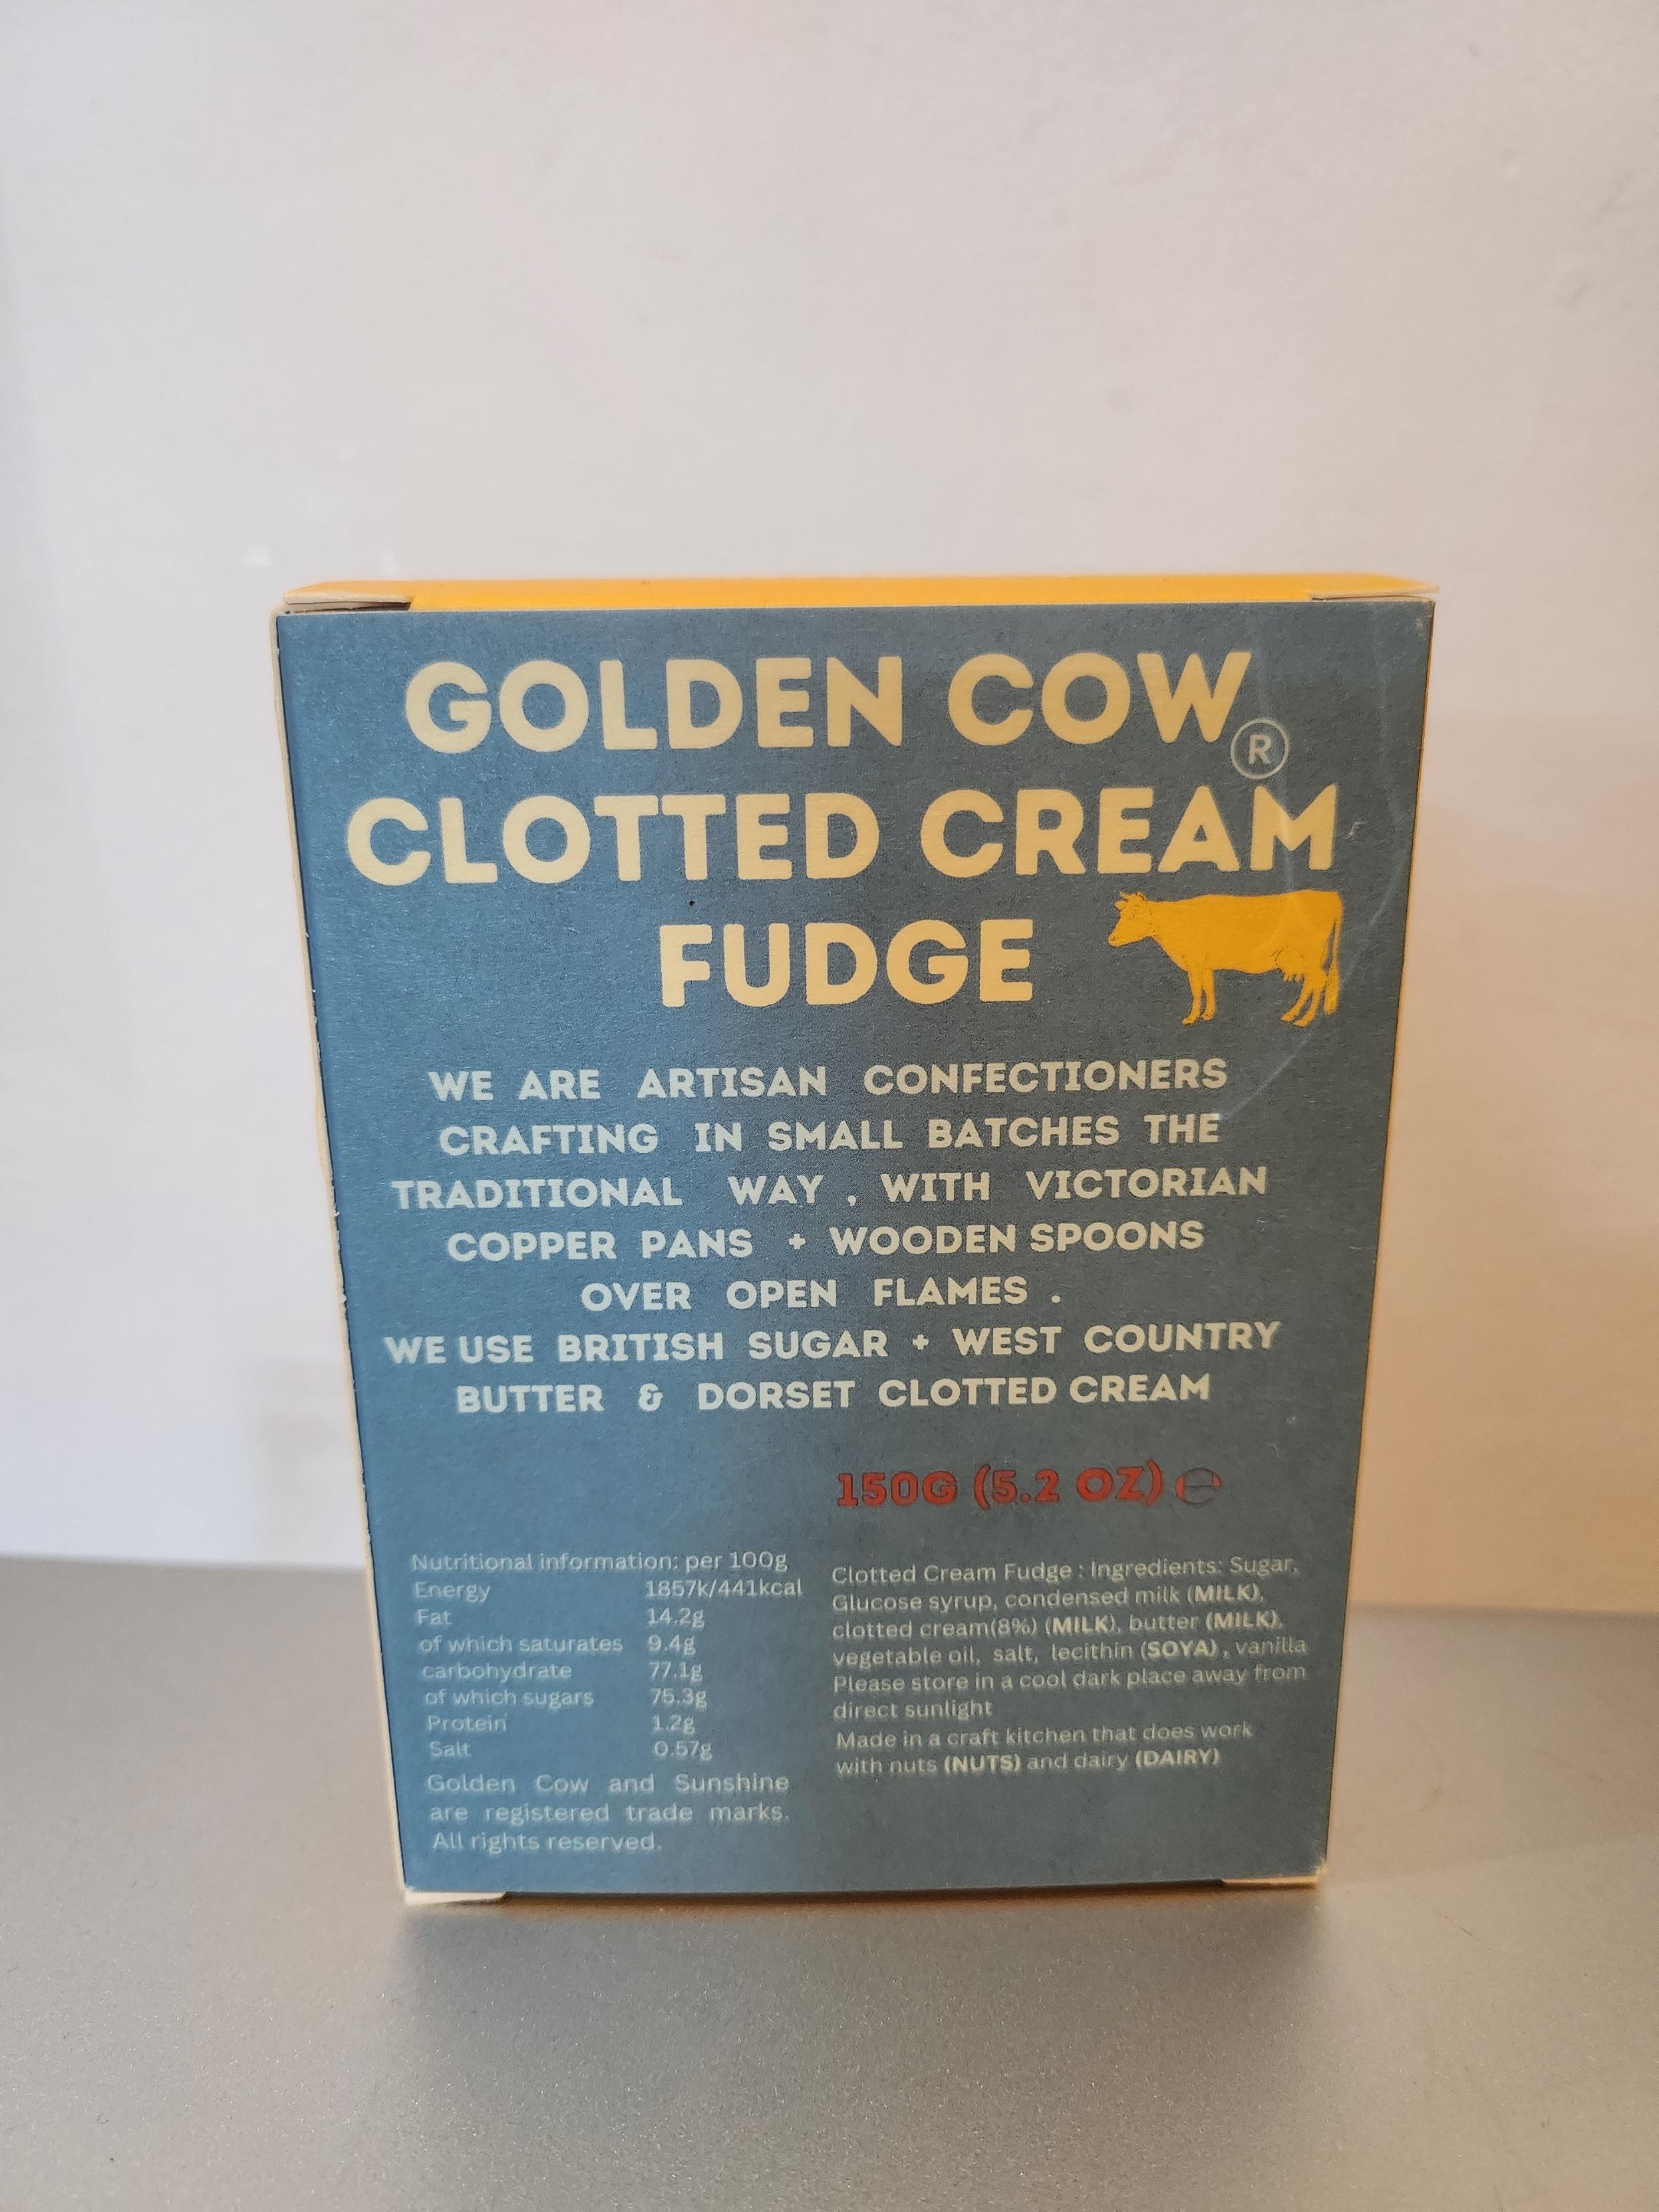 GOLDEN COW®
CLOTTED CREAM
FUDGE
WE ARE ARTISAN CONFECTIONERS
CRAFTING IN SMALL BATCHES THE
TRADITIONAL WAY , WITH VICTORIAN
COPPER PANS + WOODEN SPOONS
OVER OPEN FLAMES .
WE USE BRITISH SUGAR + WEST COUNTRY
BUTTER & DORSET CLOTTED CREAM
150G (5.2 OZ) ℮
Nutritional information: per 100g
Energy 1857k/441kcal
Fat 14.2g
of which saturates 9.4g
carbohydrate 77.1g
of which sugars 75.3g
Protein 1.2g
Salt 0.57g
Golden Cow and Sunshine
are registered trade marks.
All rights reserved.
Clotted Cream Fudge : Ingredients: Sugar,
Glucose syrup, condensed milk (MILK),
clotted cream(8%) (MILK), butter (MILK),
vegetable oil, salt, lecithin (SOYA) , vanilla
Please store in a cool dark place away from
direct sunlight
Made in a craft kitchen that does work
with nuts (NUTS) and dairy (DAIRY)